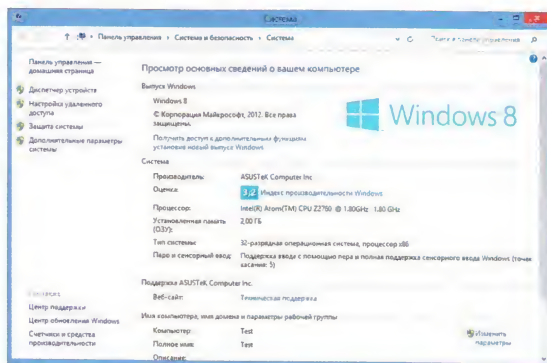 Система
Панель управления
Система и безопасность
Система
Панель управления —
домашняя страница
Диспетчер устройств
Настройка удаленного
доступа
Защита системы
Дополнительные параметры
системы
Центр поддержки
Центр обновления Windows
Счетчики и средства
производительности
Просмотр основных сведений о вашем компьютере
Выпуск Windows
Windows 8
© Корпорация Майкрософт, 2012. Все права
защищены.
Получить доступ к дополнительным функциям
установив новый выпуск Windows
Windows 8
Система
Производитель: ASUSTeK Computer Inc
Оценка: 3,2 Индекс производительности Windows
Процессор: Intel(R) Atom(TM) CPU Z2760 @ 1.80GHz 1.80 GHz
Установленная память 2,00 ГБ
(ОЗУ):
Тип системы: 32-разрядная операционная система, процессор x86
Перо и сенсорный ввод: Поддержка ввода с помощью пера и полная поддержка сенсорного ввода Windows (точек
касания: 5)
Поддержка ASUSTeK Computer Inc.
Веб-сайт: Техническая поддержка
Имя компьютера, имя домена и параметры рабочей группы
Компьютер: Test
Изменить
параметры
Полное имя: Test
Описание: